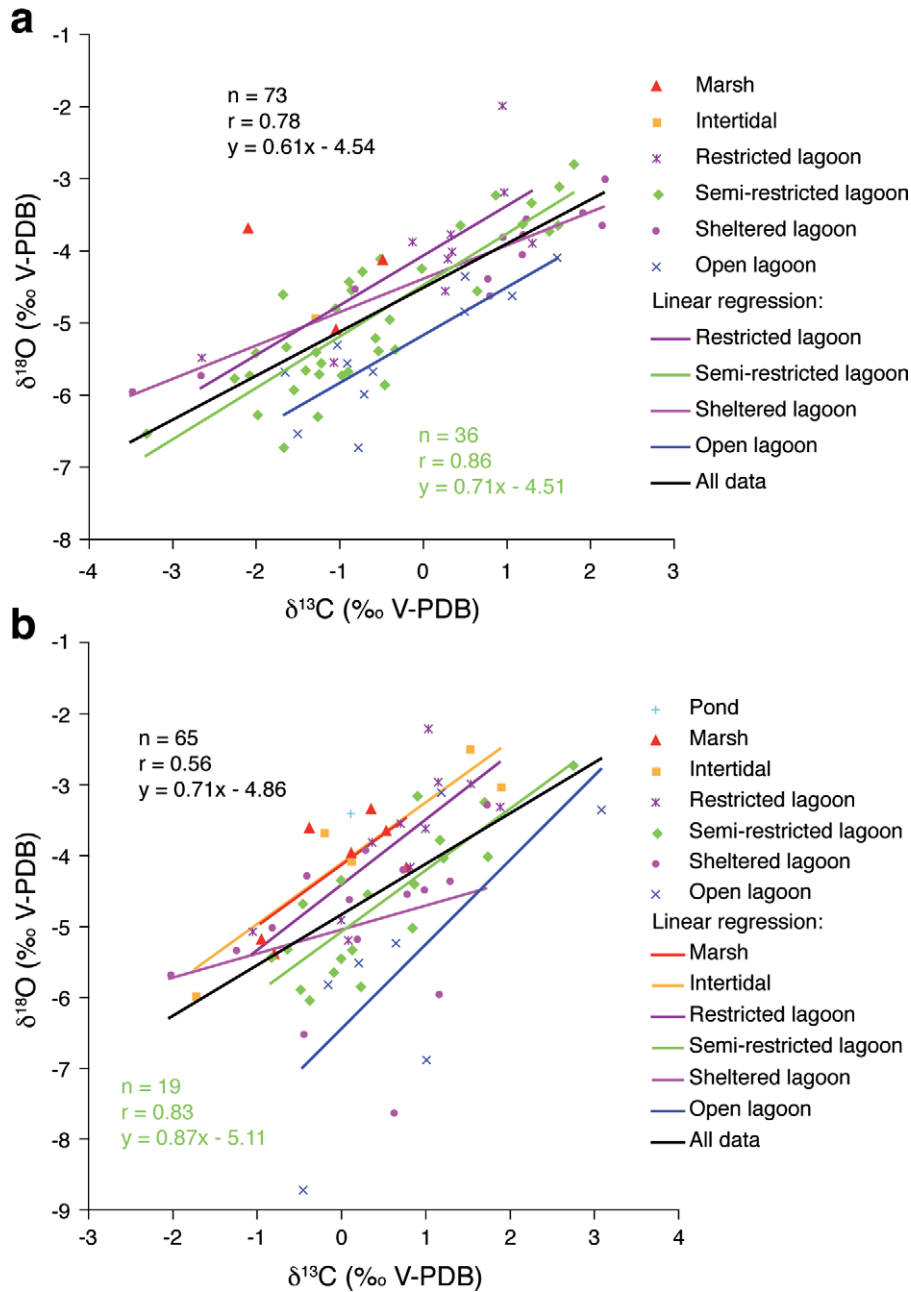 a
-1
-2
-3
-4
-5
-6
-7
-8
δ18O (‰ V-PDB)
n = 73
r = 0.78
y = 0.61x - 4.54
n = 36
r = 0.86
y = 0.71x - 4.51
Marsh
Intertidal
Restricted lagoon
Semi-restricted lagoon
Sheltered lagoon
Open lagoon
Linear regression:
Restricted lagoon
Semi-restricted lagoon
Sheltered lagoon
Open lagoon
All data
-4 -3 -2 -1 0 1 2 3
δ13C (‰ V-PDB)
b
-1
-2
-3
-4
-5
-6
-7
-8
-9
δ18O (‰ V-PDB)
n = 65
r = 0.56
y = 0.71x - 4.86
n = 19
r = 0.83
y = 0.87x - 5.11
Pond
Marsh
Intertidal
Restricted lagoon
Semi-restricted lagoon
Sheltered lagoon
Open lagoon
Linear regression:
Marsh
Intertidal
Restricted lagoon
Semi-restricted lagoon
Sheltered lagoon
Open lagoon
All data
-3 -2 -1 0 1 2 3 4
δ13C (‰ V-PDB)